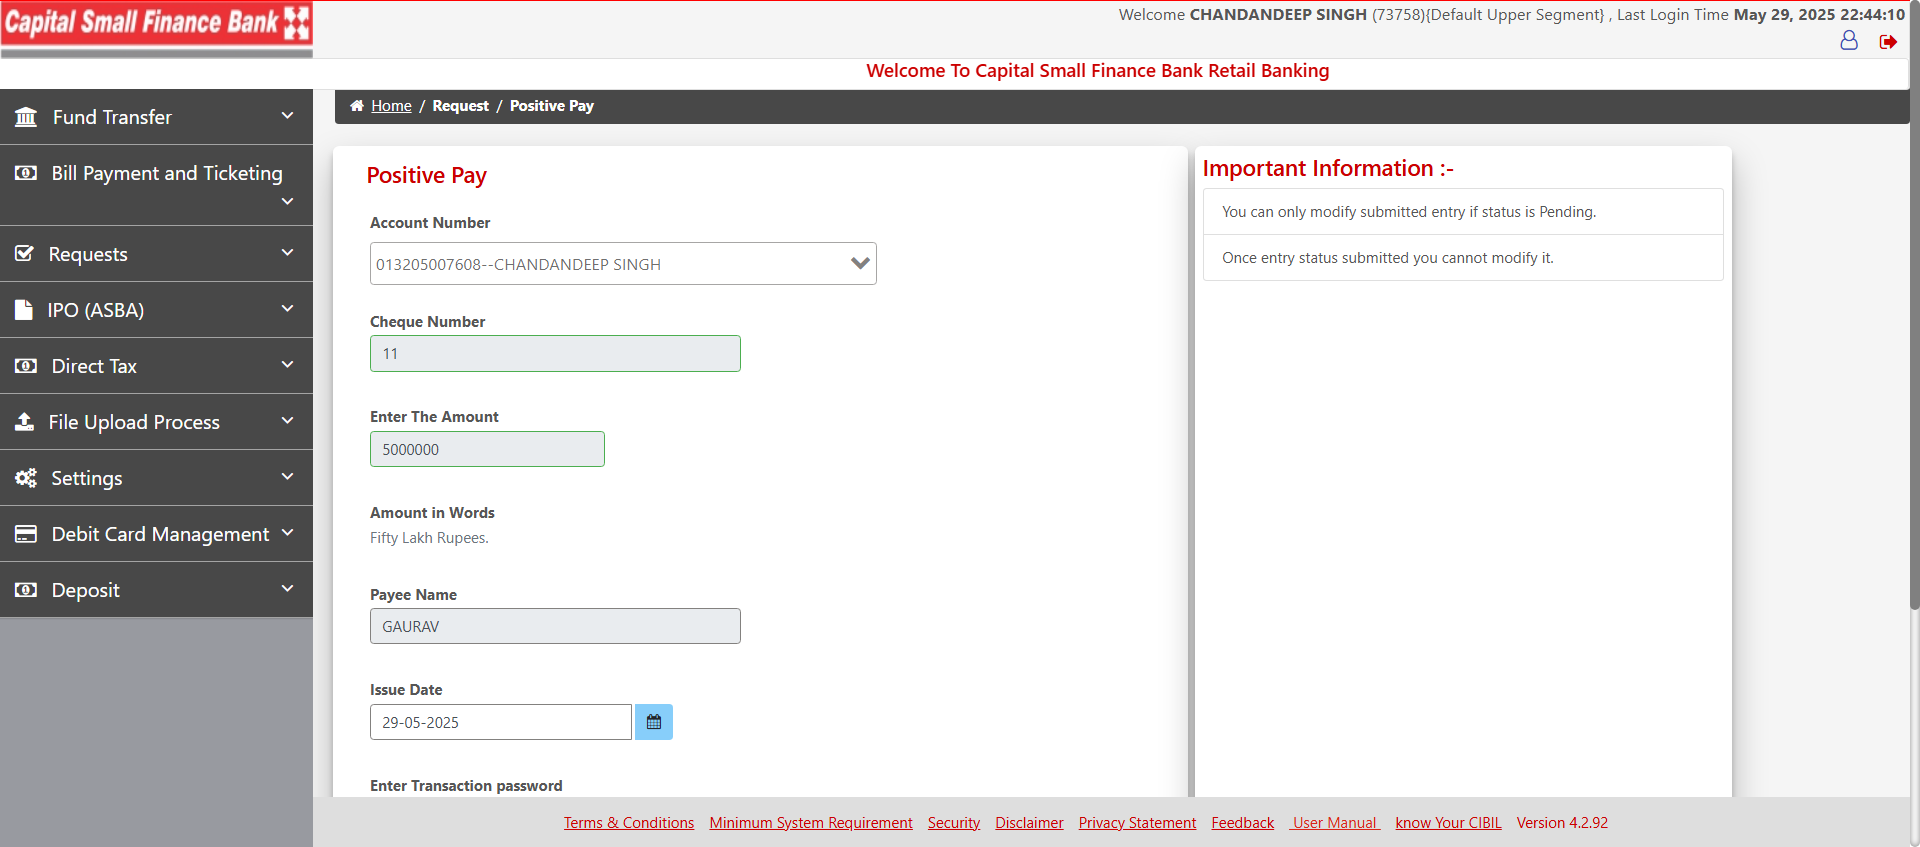 Capital Small Finance Bank
Welcome CHANDANDEEP SINGH (73758){Default Upper Segment} , Last Login Time May 29, 2025 22:44:10
Welcome To Capital Small Finance Bank Retail Banking
Home / Request / Positive Pay
Fund Transfer
Bill Payment and Ticketing
Requests
IPO (ASBA)
Direct Tax
File Upload Process
Settings
Debit Card Management
Deposit
Positive Pay
Account Number
013205007608--CHANDANDEEP SINGH
Cheque Number
11
Enter The Amount
5000000
Amount in Words
Fifty Lakh Rupees.
Payee Name
GAURAV
Issue Date
29-05-2025
Enter Transaction password
Important Information :-
You can only modify submitted entry if status is Pending.
Once entry status submitted you cannot modify it.
Terms & Conditions Minimum System Requirement Security Disclaimer Privacy Statement Feedback User Manual know Your CIBIL Version 4.2.92